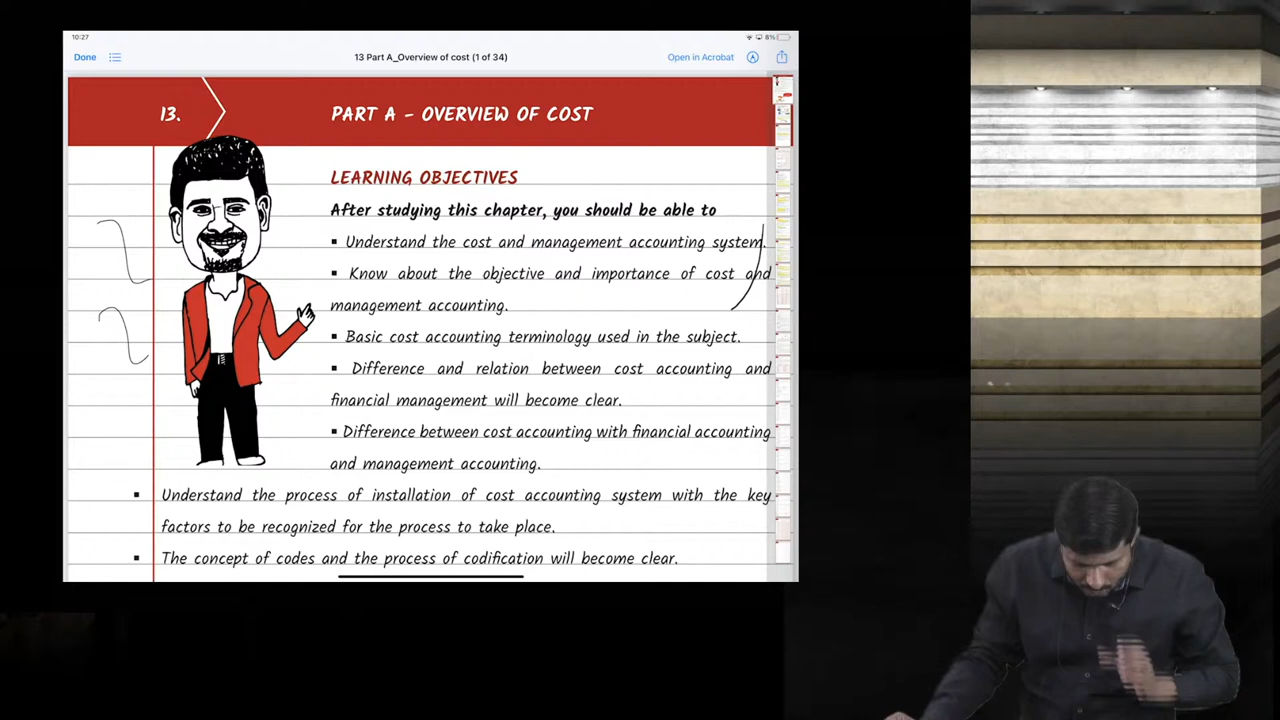 10:27
8%
Done
13 Part A_Overview of cost (1 of 34)
Open in Acrobat
13.
PART A - OVERVIEW OF COST
LEARNING OBJECTIVES
After studying this chapter, you should be able to
▪ Understand the cost and management accounting system.
▪ Know about the objective and importance of cost and
management accounting.
▪ Basic cost accounting terminology used in the subject.
▪ Difference and relation between cost accounting and
financial management will become clear.
▪ Difference between cost accounting with financial accounting
and management accounting.
▪ Understand the process of installation of cost accounting system with the key
factors to be recognized for the process to take place.
▪ The concept of codes and the process of codification will become clear.